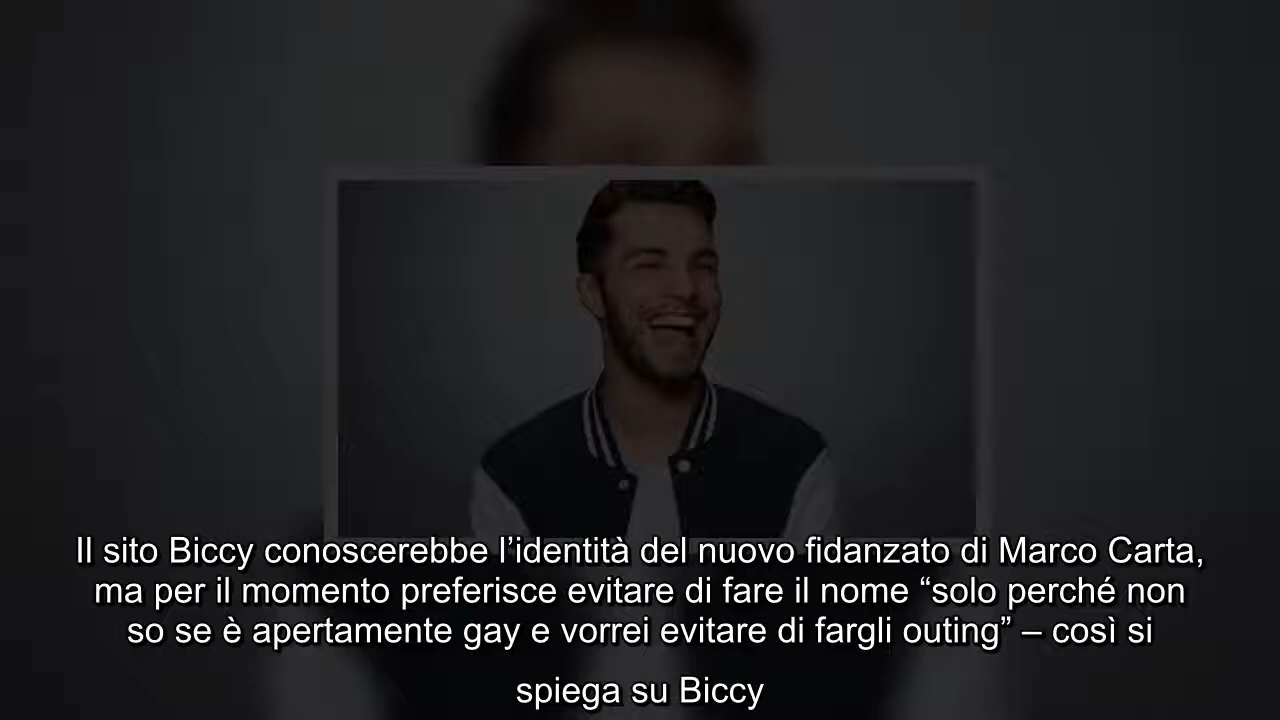 Il sito Biccy conoscerebbe l’identità del nuovo fidanzato di Marco Carta,
ma per il momento preferisce evitare di fare il nome “solo perché non
so se è apertamente gay e vorrei evitare di fargli outing” – così si
spiega su Biccy